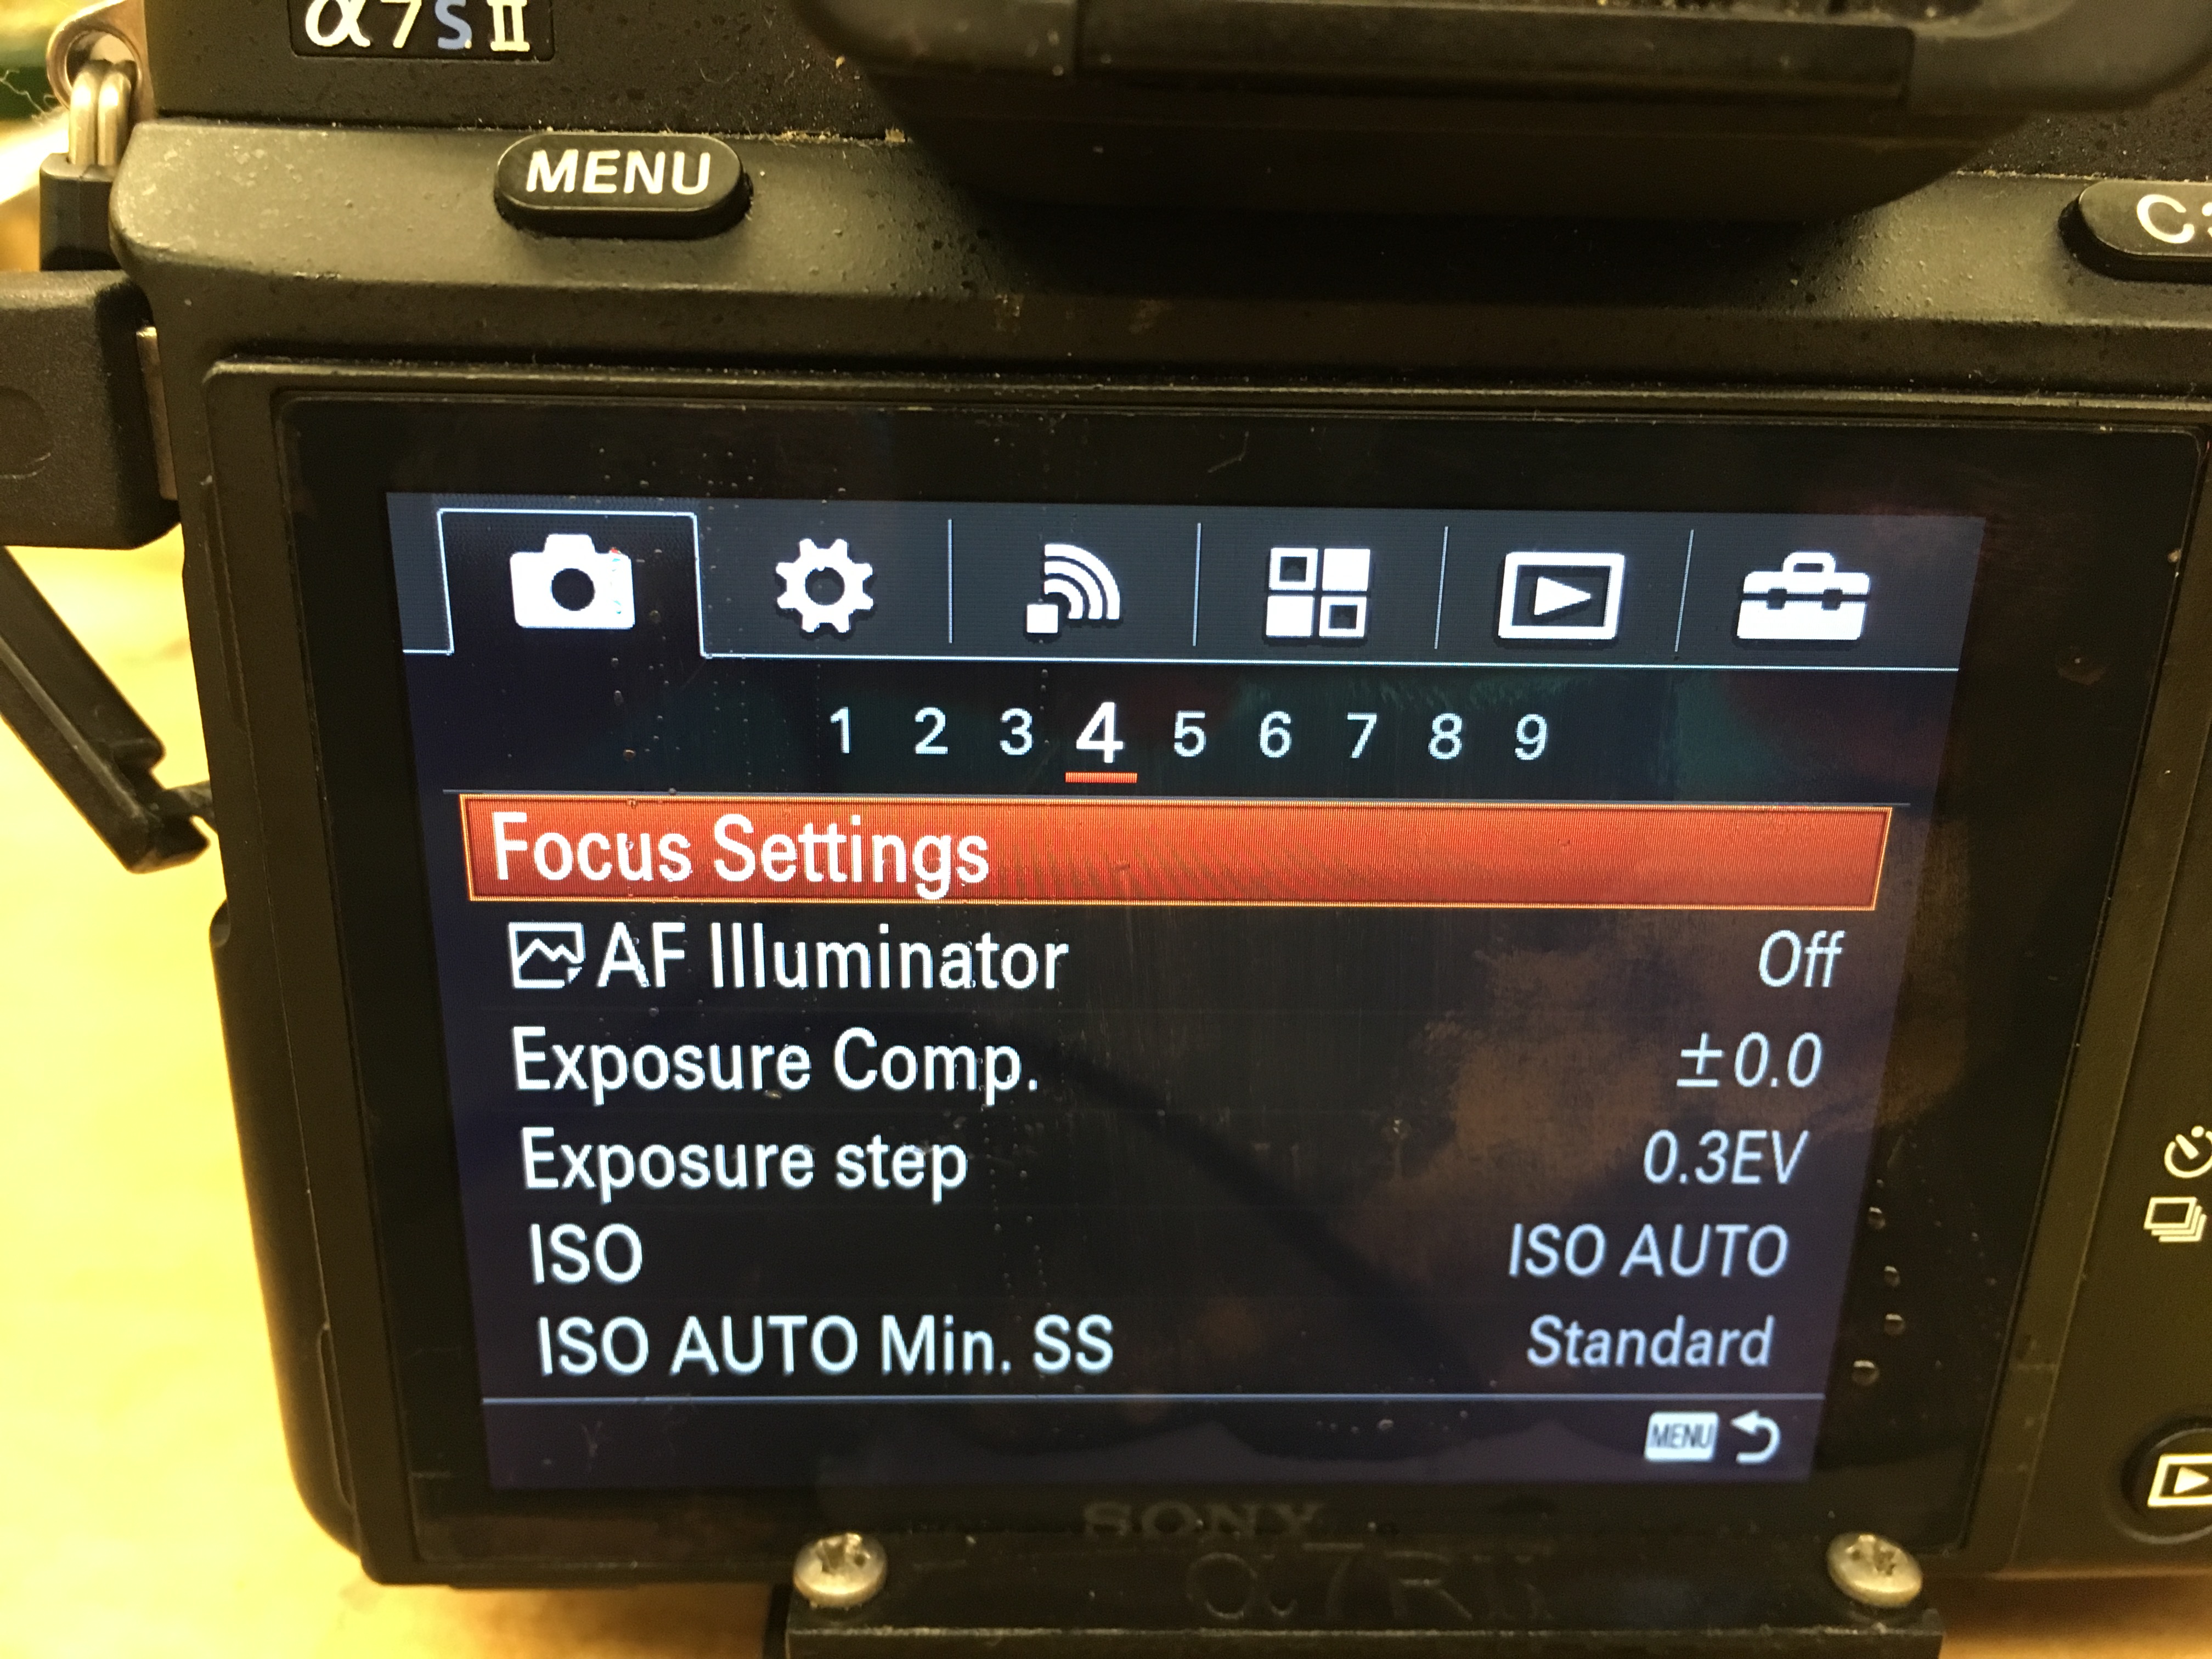 α7SII
MENU
C
1 2 3 4 5 6 7 8 9
Focus Settings
AF Illuminator Off
Exposure Comp. ±0.0
Exposure step 0.3EV
ISO ISO AUTO
ISO AUTO Min. SS Standard
MENU
SONY
α7RII